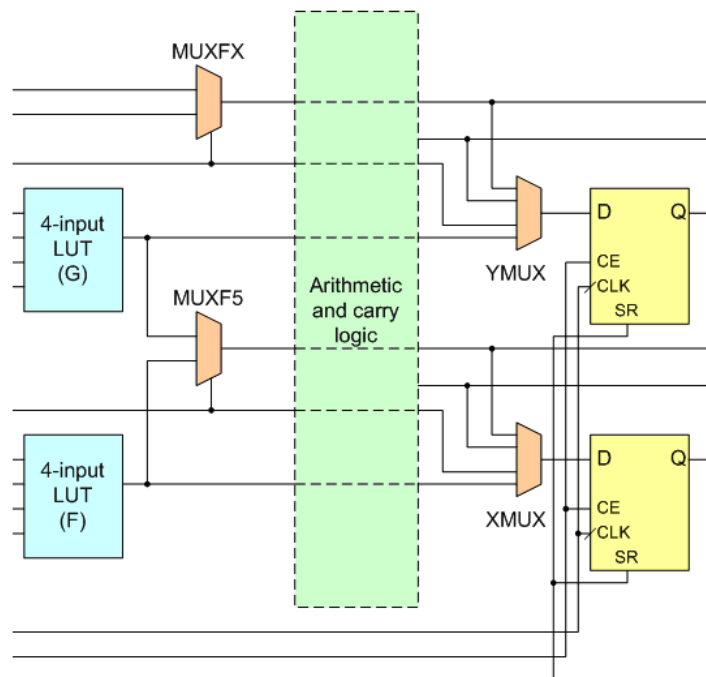 MUXFX
4-input
LUT
(G)
D
Q
CE
CLK
SR
YMUX
MUXF5
Arithmetic
and carry
logic
4-input
LUT
(F)
D
Q
CE
CLK
SR
XMUX